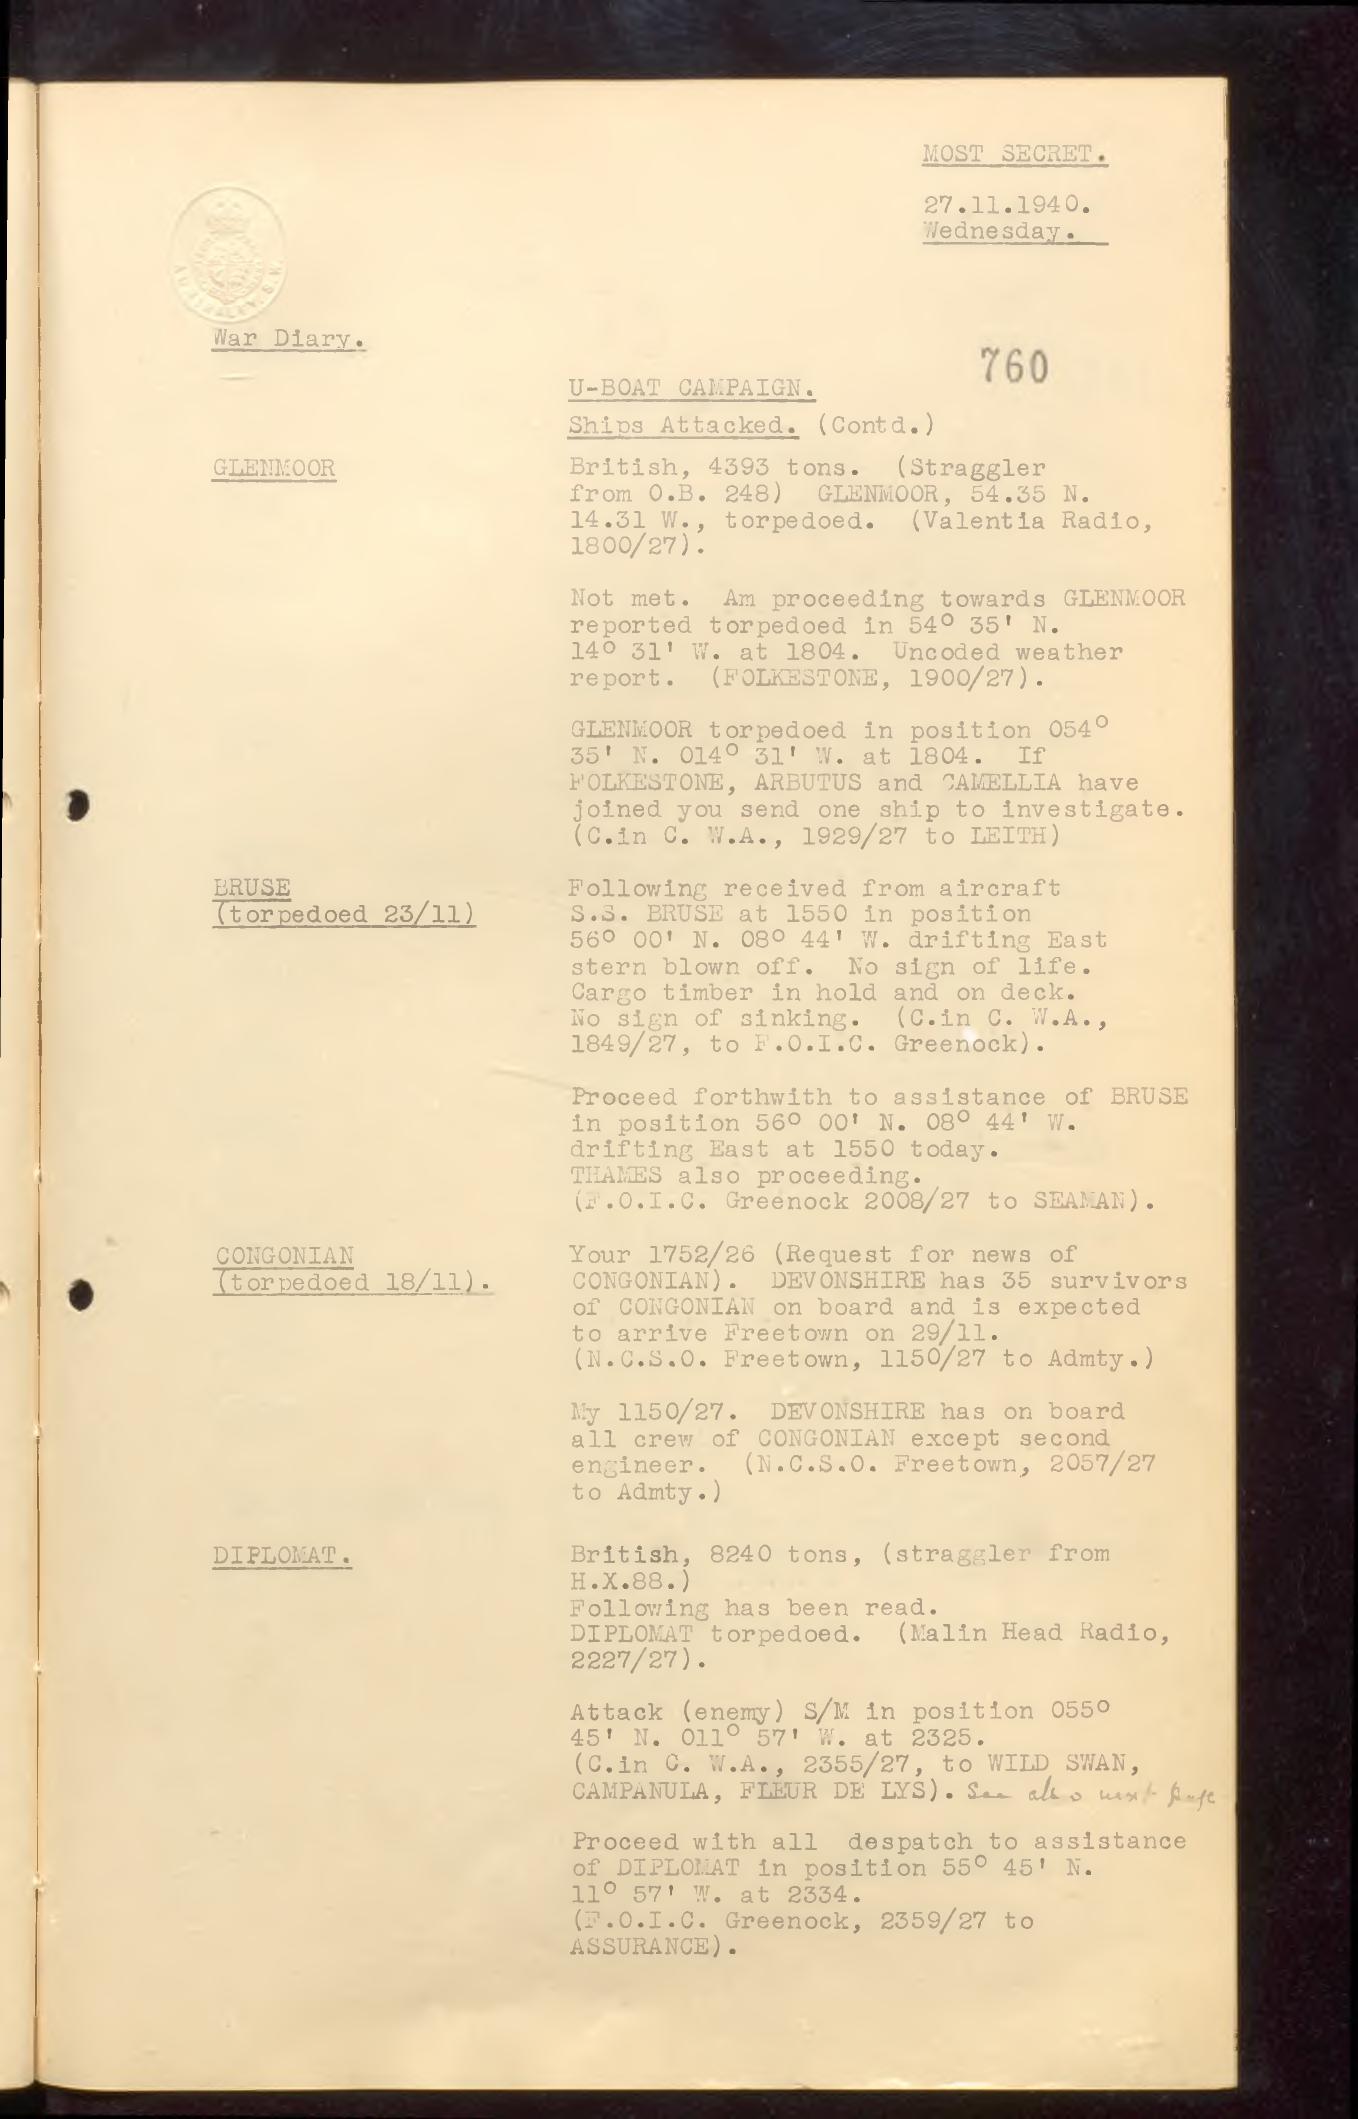 MOST SECRET.
27.11.1940.
Wednesday.
ADMIRALTY. S.W.
War Diary.
760
U-BOAT CAMPAIGN.
Ships Attacked. (Contd.)
GLENMOOR
British, 4393 tons. (Straggler
from O.B. 248) GLENMOOR, 54.35 N.
14.31 W., torpedoed. (Valentia Radio,
1800/27).
Not met. Am proceeding towards GLENMOOR
reported torpedoed in 54° 35' N.
14° 31' W. at 1804. Uncoded weather
report. (FOLKESTONE, 1900/27).
GLENMOOR torpedoed in position 054°
35' N. 014° 31' W. at 1804. If
FOLKESTONE, ARBUTUS and CAMELLIA have
joined you send one ship to investigate.
(C.in C. W.A., 1929/27 to LEITH)
BRUSE
(torpedoed 23/11)
Following received from aircraft
S.S. BRUSE at 1550 in position
56° 00' N. 08° 44' W. drifting East
stern blown off. No sign of life.
Cargo timber in hold and on deck.
No sign of sinking. (C.in C. W.A.,
1849/27, to F.O.I.C. Greenock).
Proceed forthwith to assistance of BRUSE
in position 56° 00' N. 08° 44' W.
drifting East at 1550 today.
THAMES also proceeding.
(F.O.I.C. Greenock 2008/27 to SEAMAN).
CONGONIAN
(torpedoed 18/11).
Your 1752/26 (Request for news of
CONGONIAN). DEVONSHIRE has 35 survivors
of CONGONIAN on board and is expected
to arrive Freetown on 29/11.
(N.C.S.O. Freetown, 1150/27 to Admty.)
My 1150/27. DEVONSHIRE has on board
all crew of CONGONIAN except second
engineer. (N.C.S.O. Freetown, 2057/27
to Admty.)
DIPLOMAT.
British, 8240 tons, (straggler from
H.X.88.)
Following has been read.
DIPLOMAT torpedoed. (Malin Head Radio,
2227/27).
Attack (enemy) S/M in position 055°
45' N. 011° 57' W. at 2325.
(C.in C. W.A., 2355/27, to WILD SWAN,
CAMPANULA, FLEUR DE LYS). See also next page
Proceed with all despatch to assistance
of DIPLOMAT in position 55° 45' N.
11° 57' W. at 2334.
(F.O.I.C. Greenock, 2359/27 to
ASSURANCE).